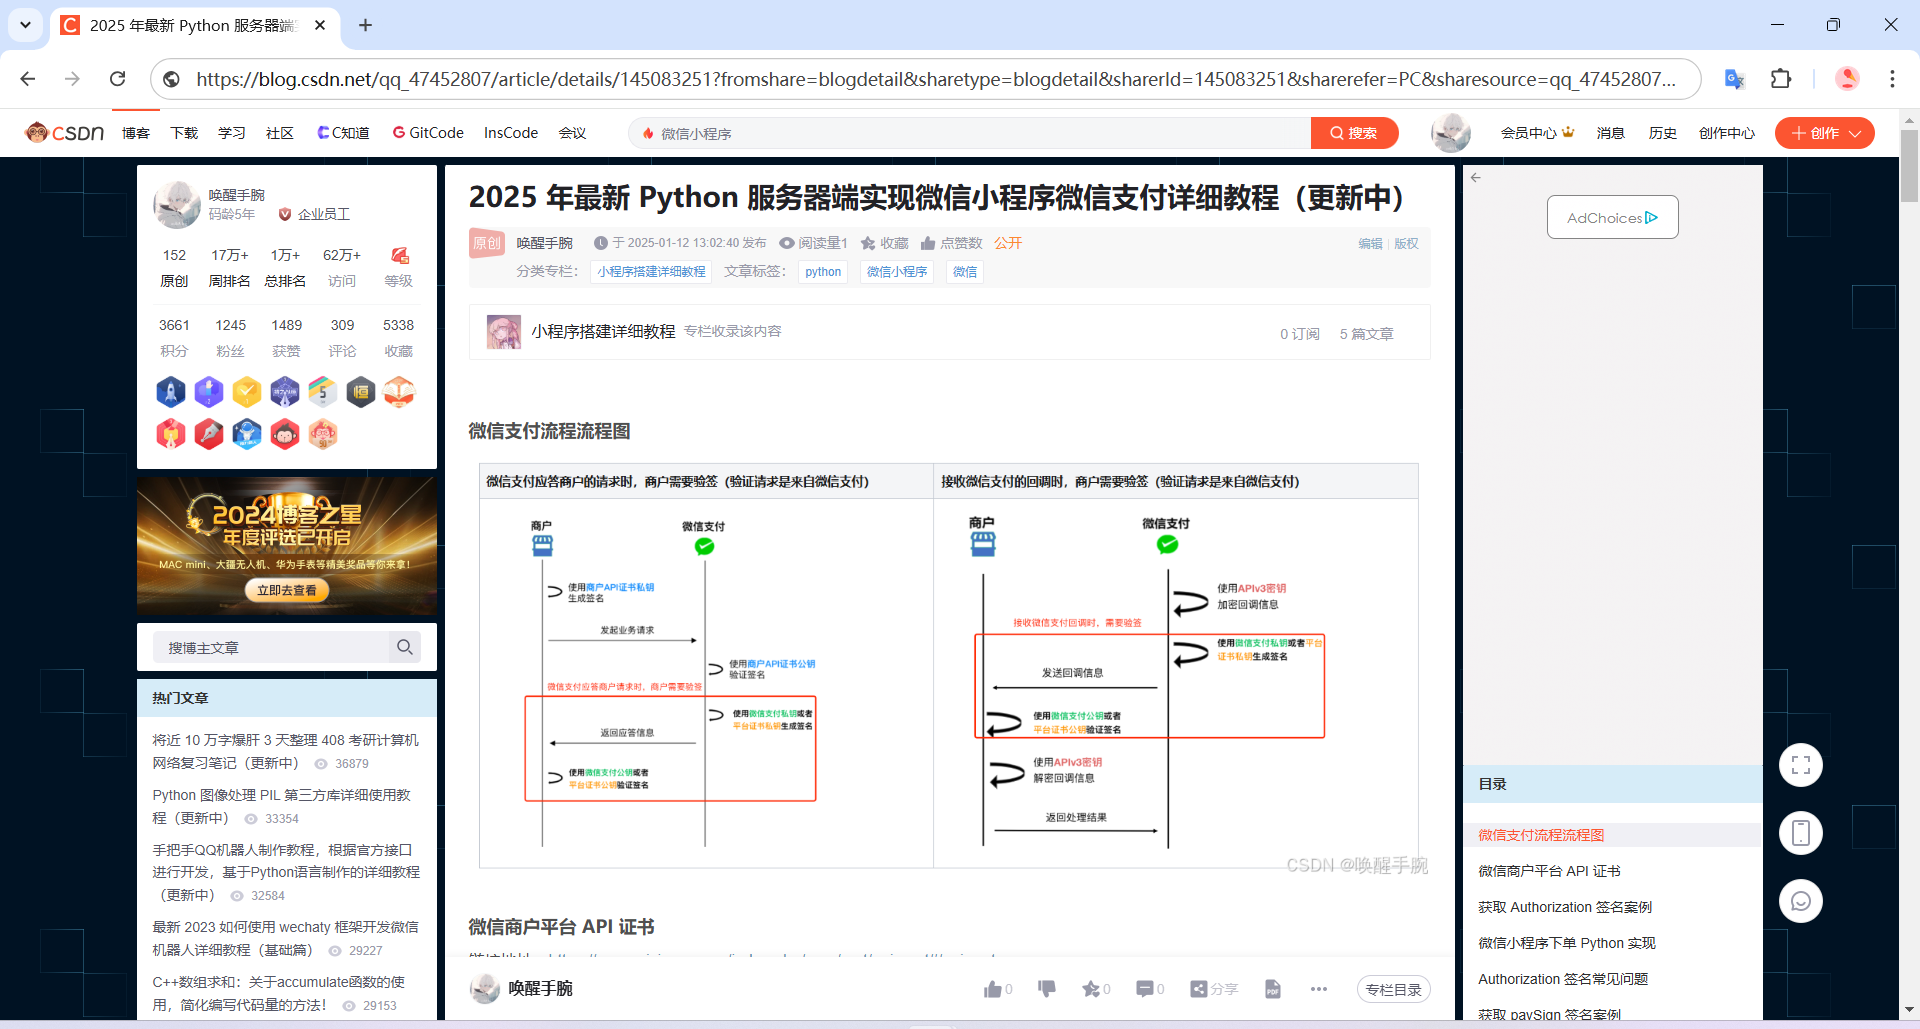 2025 年最新 Python 服务器端
https://blog.csdn.net/qq_47452807/article/details/145083251?fromshare=blogdetail&sharetype=blogdetail&sharerId=145083251&sharerefer=PC&sharesource=qq_47452807...
CSDN 博客 下载 学习 社区 C知道 GitCode InsCode 会议 微信小程序 搜索 会员中心 消息 历史 创作中心 创作
唤醒手腕
码龄5年 企业员工
152 17万+ 1万+ 62万+
原创 周排名 总排名 访问 等级
3661 1245 1489 309 5338
积分 粉丝 获赞 评论 收藏
2024博客之星
年度评选已开启
MAC mini、大疆无人机、华为手表等精美奖品等你来拿!
立即去查看
搜博主文章
热门文章
将近 10 万字爆肝 3 天整理 408 考研计算机
网络复习笔记（更新中） 36879
Python 图像处理 PIL 第三方库详细使用教
程（更新中） 33354
手把手QQ机器人制作教程，根据官方接口
进行开发，基于Python语言制作的详细教程
（更新中） 32584
最新 2023 如何使用 wechaty 框架开发微信
机器人详细教程（基础篇） 29227
C++数组求和：关于accumulate函数的使
用，简化编写代码量的方法！ 29153
2025 年最新 Python 服务器端实现微信小程序微信支付详细教程（更新中）
原创 唤醒手腕 于 2025-01-12 13:02:40 发布 阅读量1 收藏 点赞数 公开 编辑 版权
分类专栏： 小程序搭建详细教程 文章标签： python 微信小程序 微信
小程序搭建详细教程 专栏收录该内容 0 订阅 5 篇文章
微信支付流程流程图
微信支付应答商户的请求时，商户需要验签（验证请求是来自微信支付）
商户 微信支付
使用商户API证书私钥
生成签名
发起业务请求
使用商户API证书公钥
验证签名
微信支付应答商户请求时，商户需要验签
使用微信支付私钥或者
平台证书私钥生成签名
返回应答信息
使用微信支付公钥或者
平台证书公钥验证签名
接收微信支付的回调时，商户需要验签（验证请求是来自微信支付）
商户 微信支付
使用APIv3密钥
加密回调信息
接收微信支付回调时，需要验签
使用微信支付私钥或者平台
证书私钥生成签名
发送回调信息
使用微信支付公钥或者
平台证书公钥验证签名
使用APIv3密钥
解密回调信息
返回处理结果
CSDN @唤醒手腕
微信商户平台 API 证书
唤醒手腕 0 0 0 分享 PDF 专栏目录
AdChoices
目录
微信支付流程流程图
微信商户平台 API 证书
获取 Authorization 签名案例
微信小程序下单 Python 实现
Authorization 签名常见问题
获取 paySign 签名案例